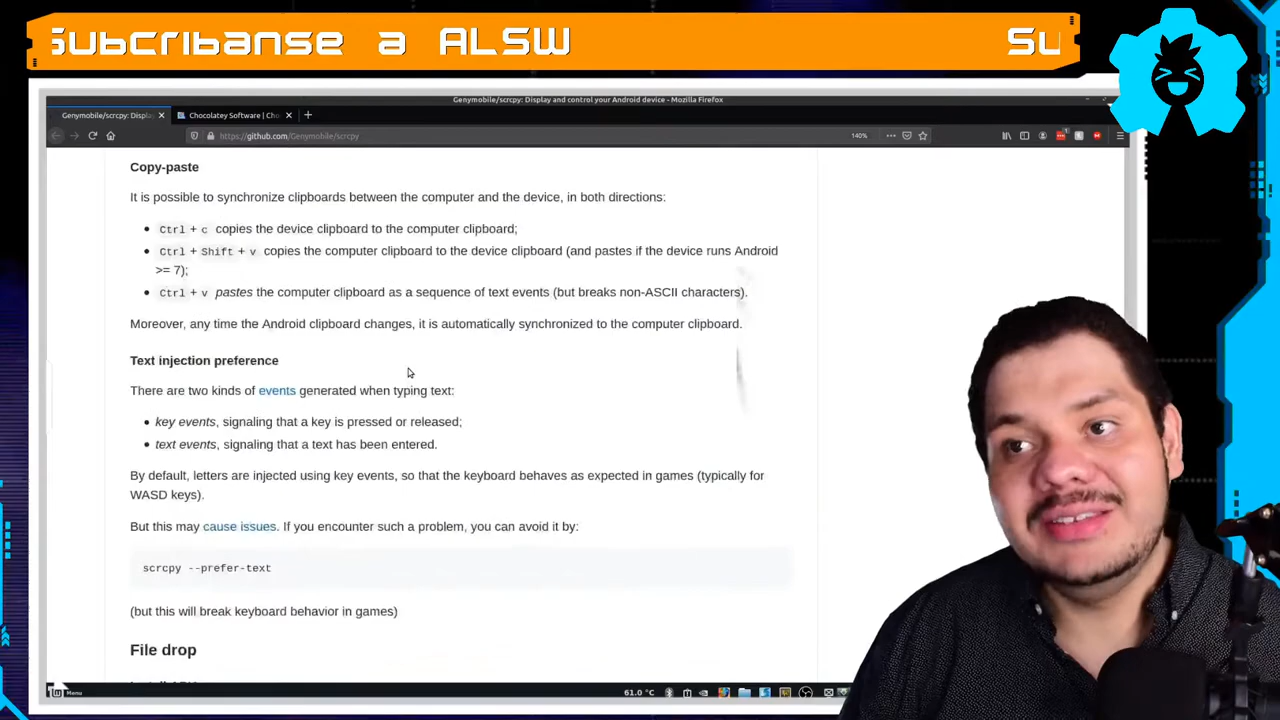 Subcribanse a ALSW
Su
Genymobile/scrcpy: Display and control your Android device - Mozilla Firefox
Genymobile/scrcpy: Displa
Chocolatey Software | Cho
https://github.com/Genymobile/scrcpy
140%
Copy-paste
It is possible to synchronize clipboards between the computer and the device, in both directions:
• Ctrl + c copies the device clipboard to the computer clipboard;
• Ctrl + Shift + v copies the computer clipboard to the device clipboard (and pastes if the device runs Android
>= 7);
• Ctrl + v pastes the computer clipboard as a sequence of text events (but breaks non-ASCII characters).
Moreover, any time the Android clipboard changes, it is automatically synchronized to the computer clipboard.
Text injection preference
There are two kinds of events generated when typing text:
• key events, signaling that a key is pressed or released;
• text events, signaling that a text has been entered.
By default, letters are injected using key events, so that the keyboard behaves as expected in games (typically for
WASD keys).
But this may cause issues. If you encounter such a problem, you can avoid it by:
scrcpy --prefer-text
(but this will break keyboard behavior in games)
File drop
Menu
61.0 °C